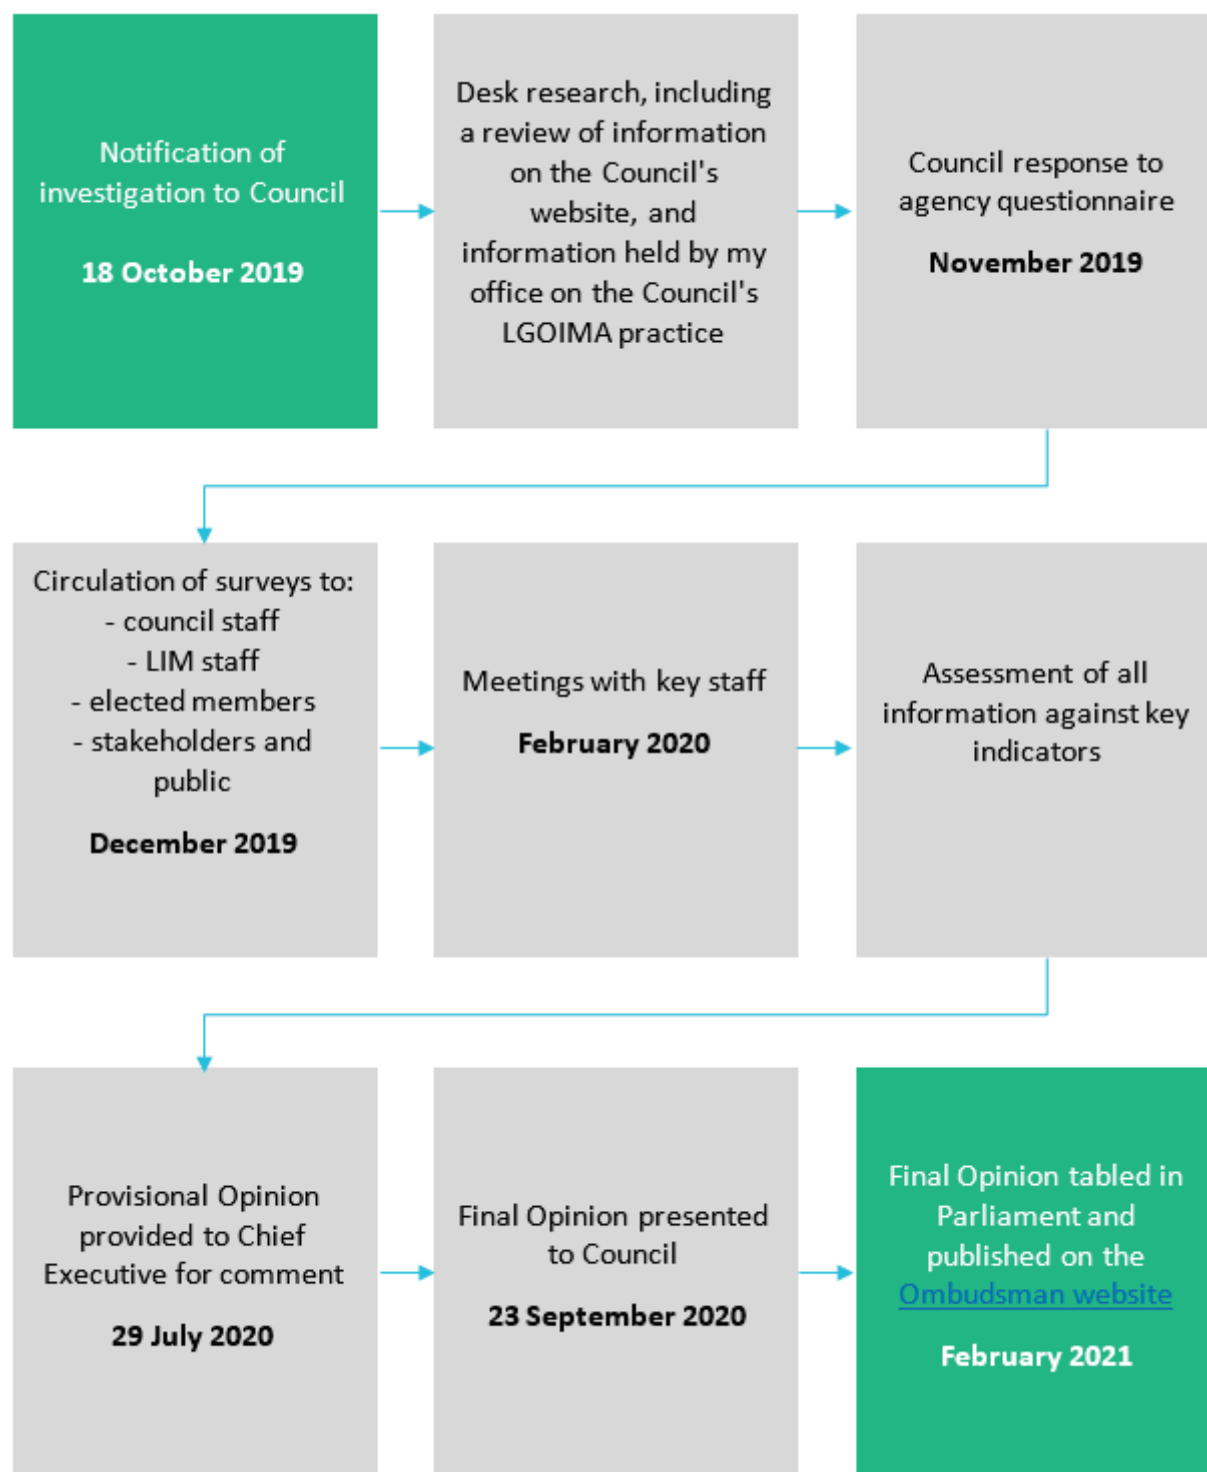 Notification of
investigation to Council
18 October 2019
Desk research, including
a review of information
on the Council's
website, and
information held by my
office on the Council's
LGOIMA practice
Council response to
agency questionnaire
November 2019
Circulation of surveys to:
- council staff
- LIM staff
- elected members
- stakeholders and
public
December 2019
Meetings with key staff
February 2020
Assessment of all
information against key
indicators
Provisional Opinion
provided to Chief
Executive for comment
29 July 2020
Final Opinion presented
to Council
23 September 2020
Final Opinion tabled in
Parliament and
published on the
Ombudsman website
February 2021